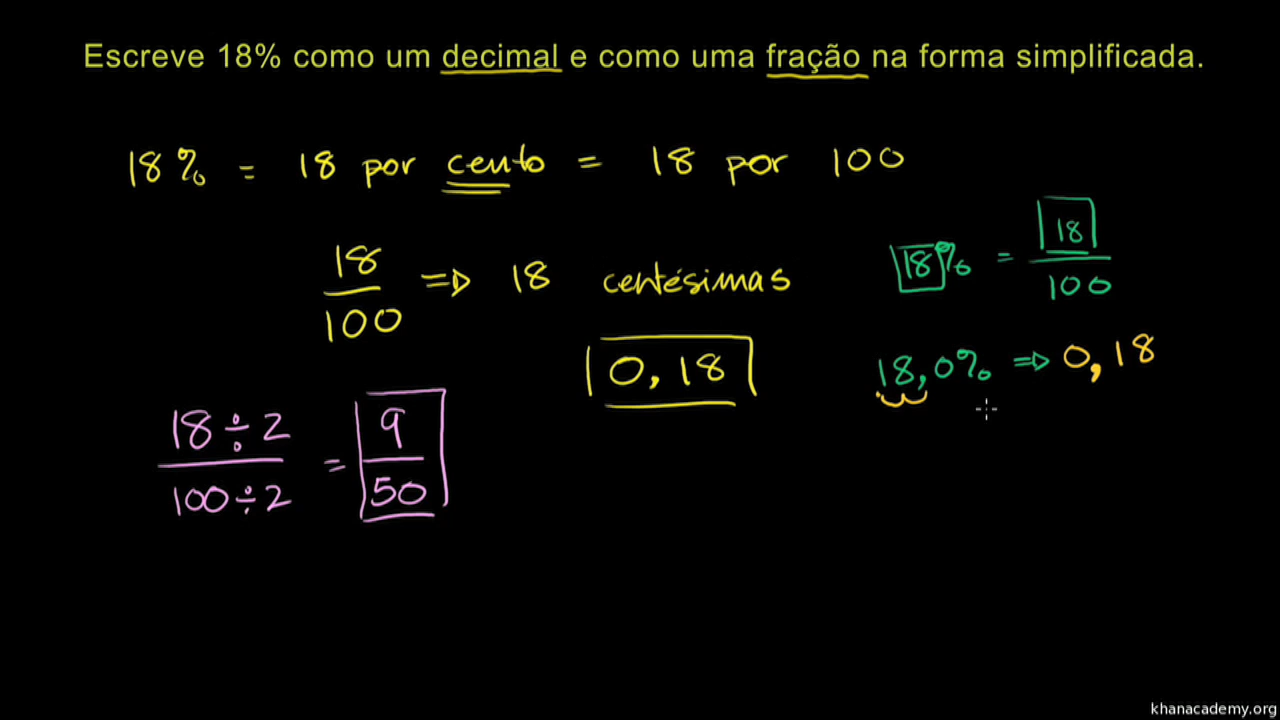 Escreve 18% como um decimal e como uma fração na forma simplificada.
18% = 18 por cento = 18 por 100
18/100 ⇒ 18 centésimas
0,18
18% = 18/100
18,0% ⇒ 0,18
18÷2/100÷2 = 9/50
khanacademy.org